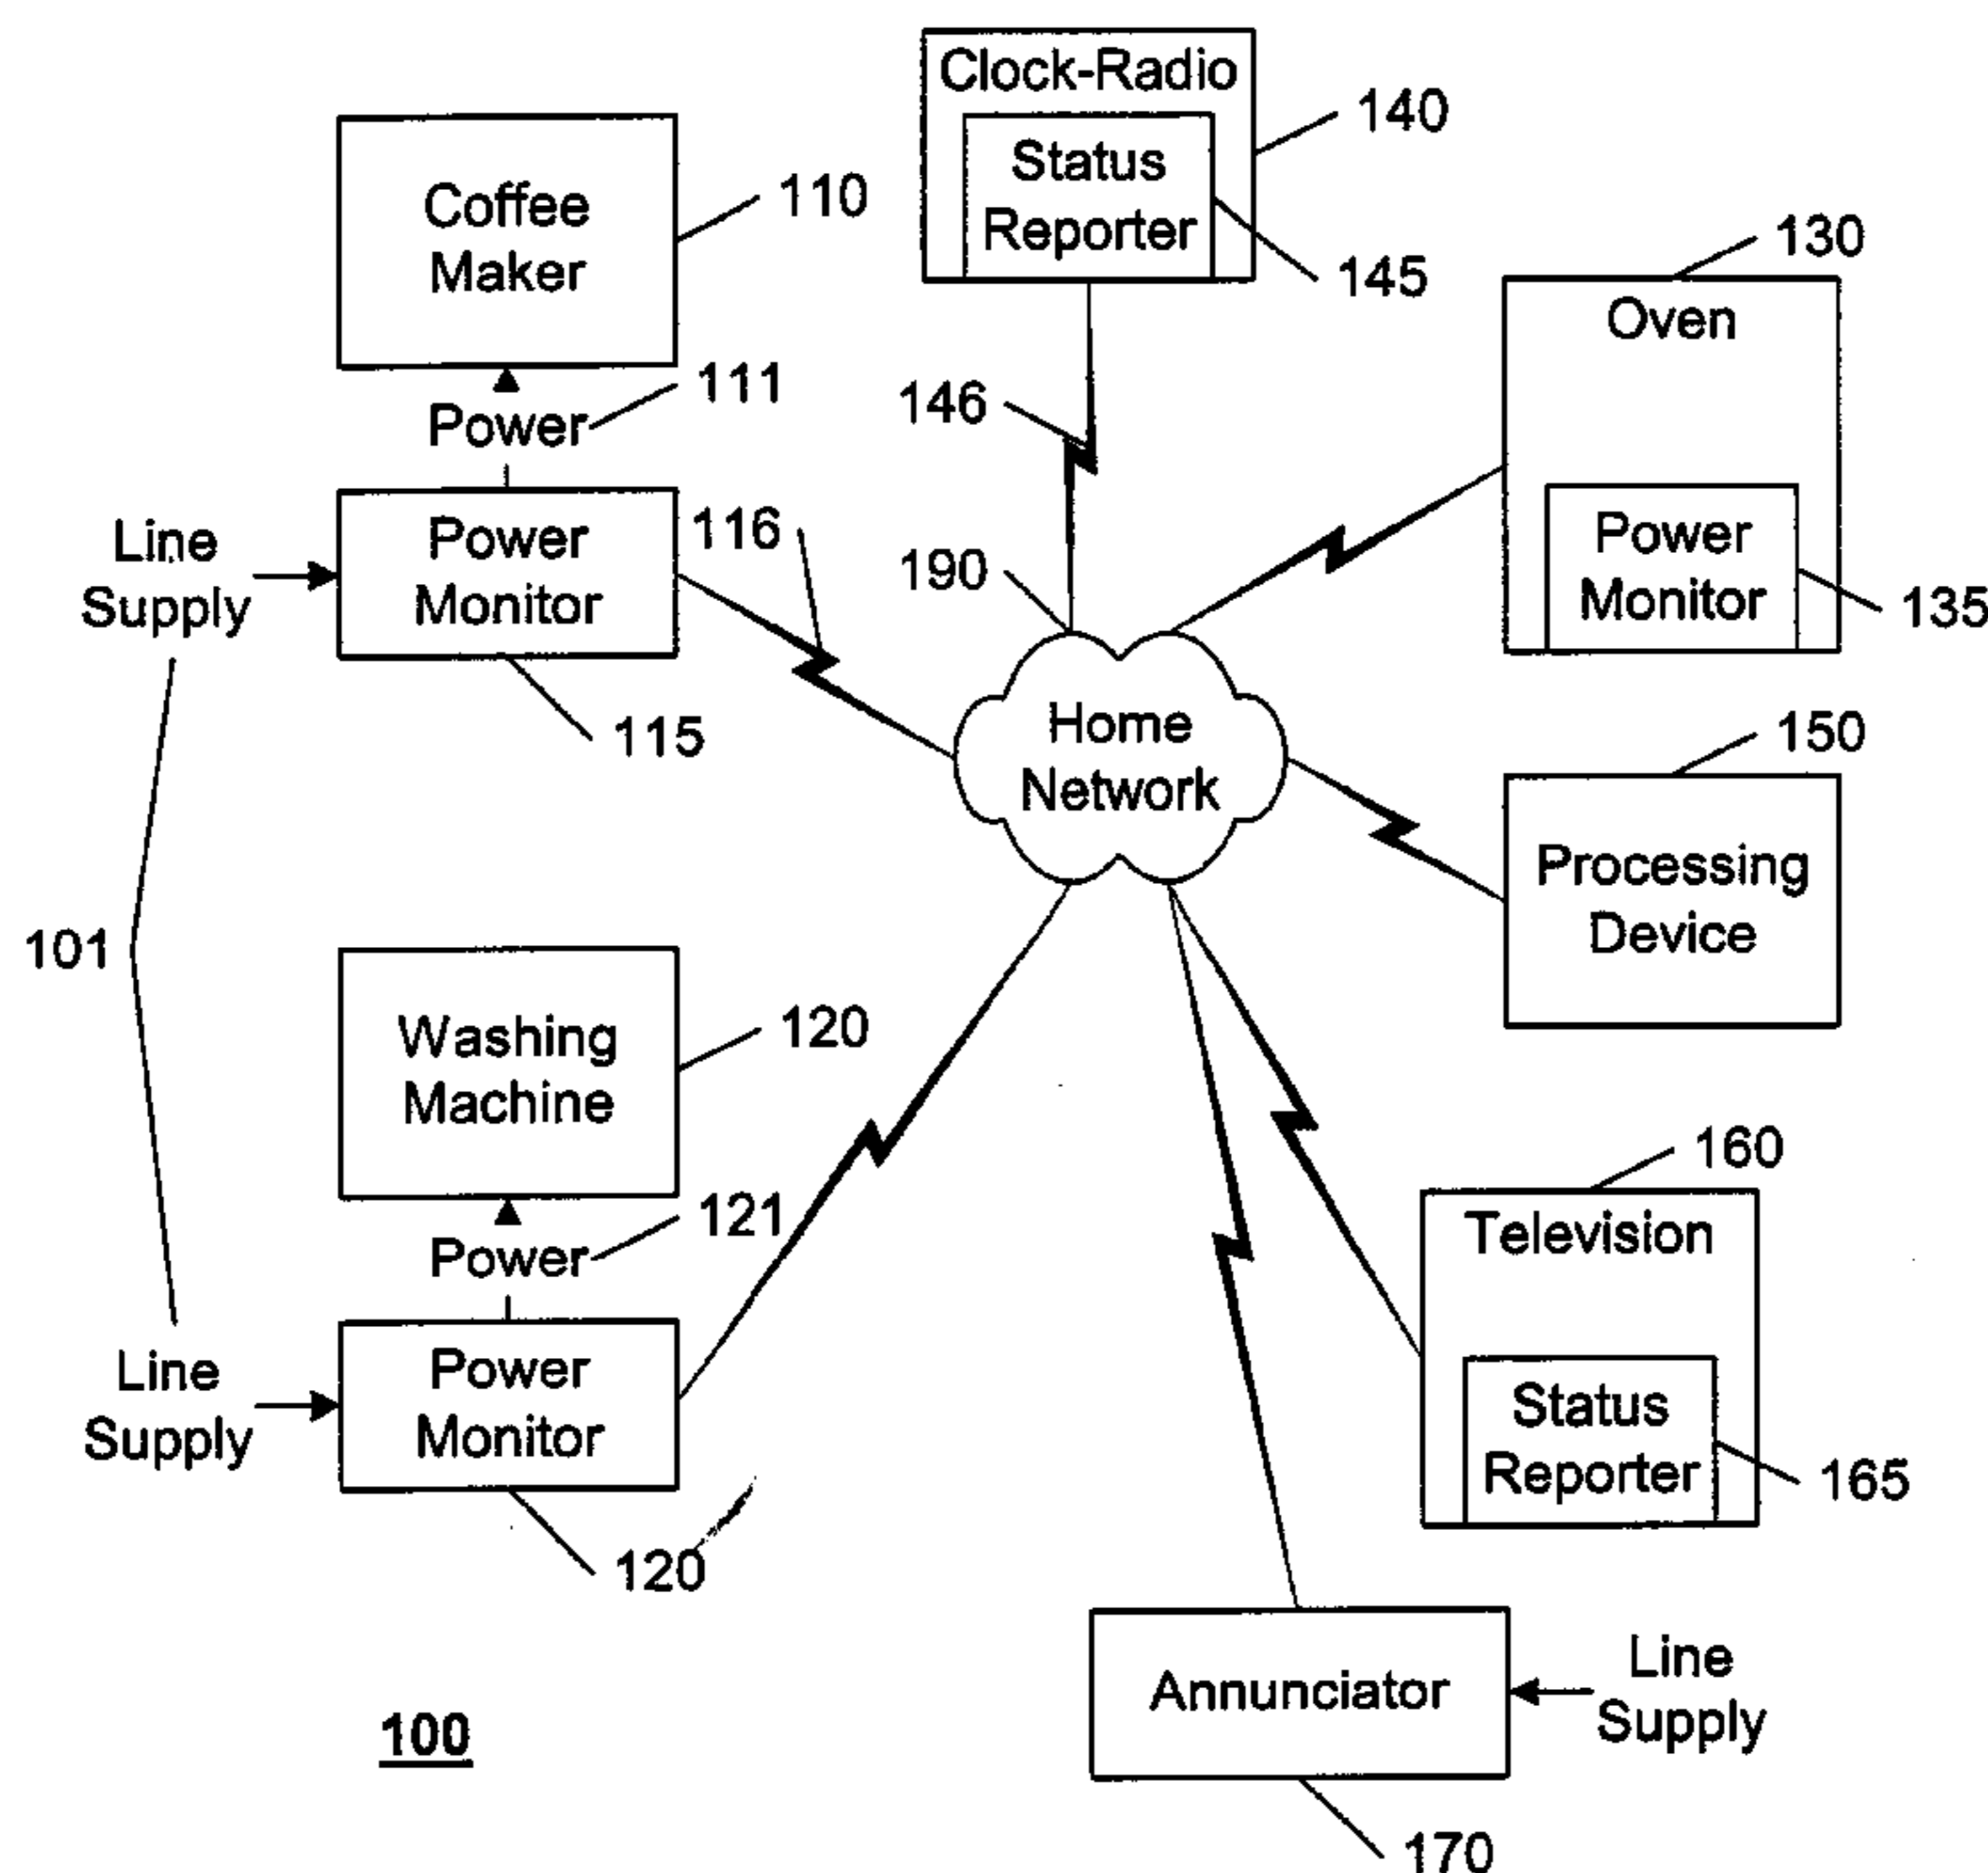 Clock-Radio
Status
Reporter
140
145
Coffee
Maker
110
130
Oven
Power
Monitor
135
111
Power
146
Line
Supply
Power
Monitor
116
115
190
Home
Network
150
Processing
Device
101
Washing
Machine
120
121
Power
160
Television
Status
Reporter
165
Line
Supply
Power
Monitor
120
Annunciator
Line
Supply
170
100